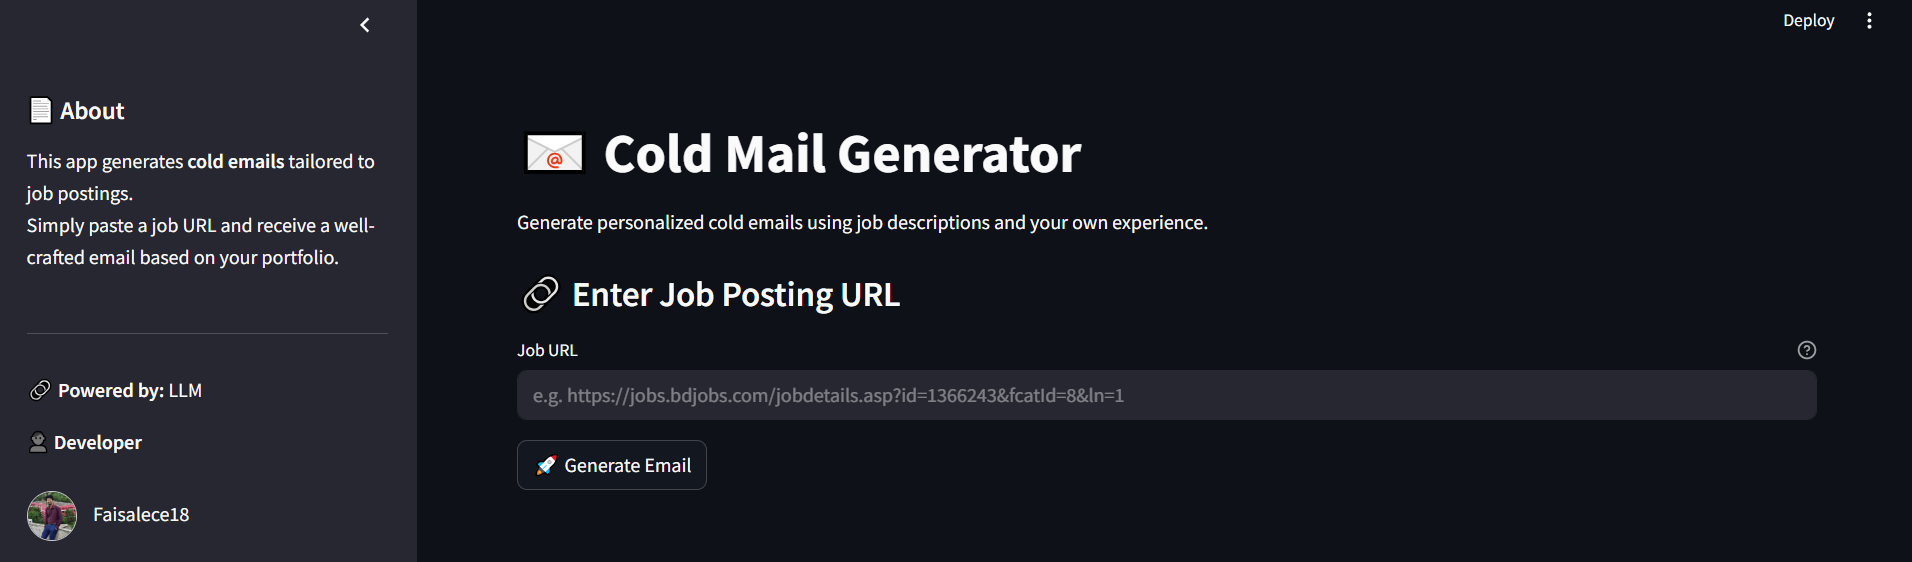 About
This app generates cold emails tailored to
job postings.
Simply paste a job URL and receive a well-
crafted email based on your portfolio.
Powered by: LLM
Developer
Faisalece18
Deploy
Cold Mail Generator
Generate personalized cold emails using job descriptions and your own experience.
Enter Job Posting URL
Job URL
e.g. https://jobs.bdjobs.com/jobdetails.asp?id=1366243&fcatId=8&ln=1
Generate Email